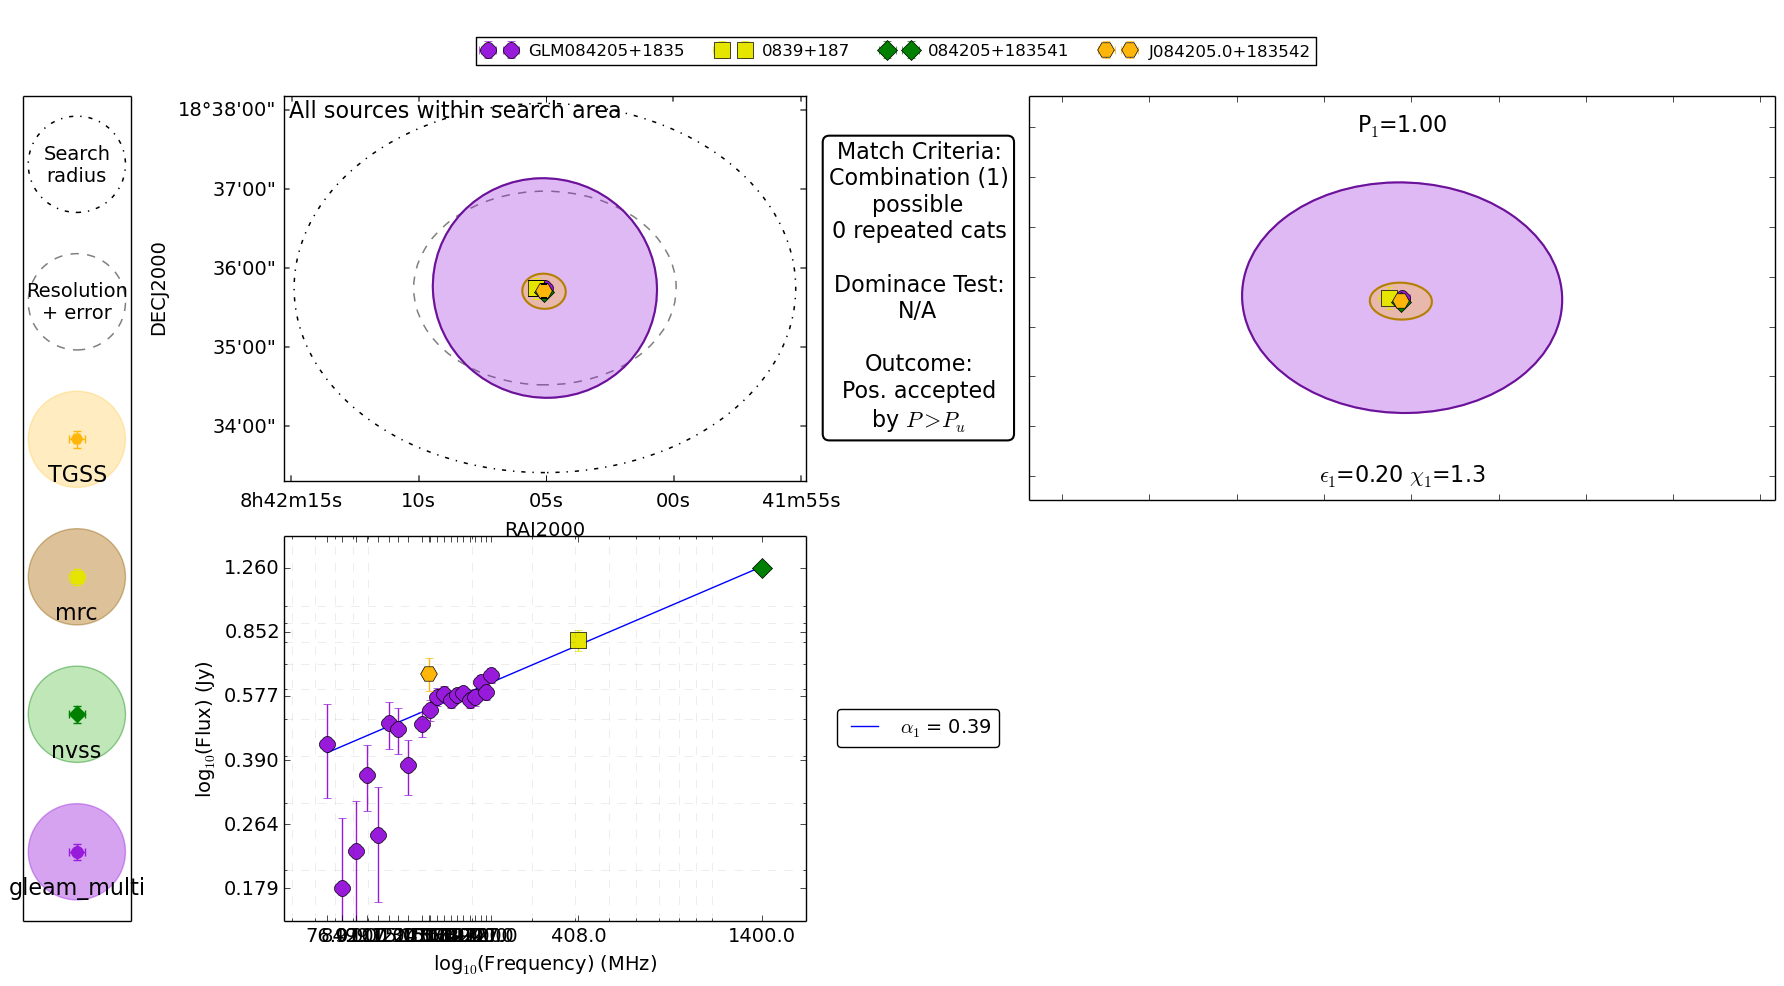 GLM084205+1835 0839+187 084205+183541 J084205.0+183542
Search
radius
Resolution
+ error
TGSS
mrc
nvss
gleam_multi
All sources within search area
DECJ2000
18°38'00"
37'00"
36'00"
35'00"
34'00"
8h42m15s 10s 05s 00s 41m55s
RAJ2000
Match Criteria:
Combination (1)
possible
0 repeated cats
Dominace Test:
N/A
Outcome:
Pos. accepted
by P>Pu
P1=1.00
ϵ1=0.20 χ1=1.3
log10(Flux) (Jy)
1.260
0.852
0.577
0.390
0.264
0.179
408.0 1400.0
log10(Frequency) (MHz)
α1 = 0.39